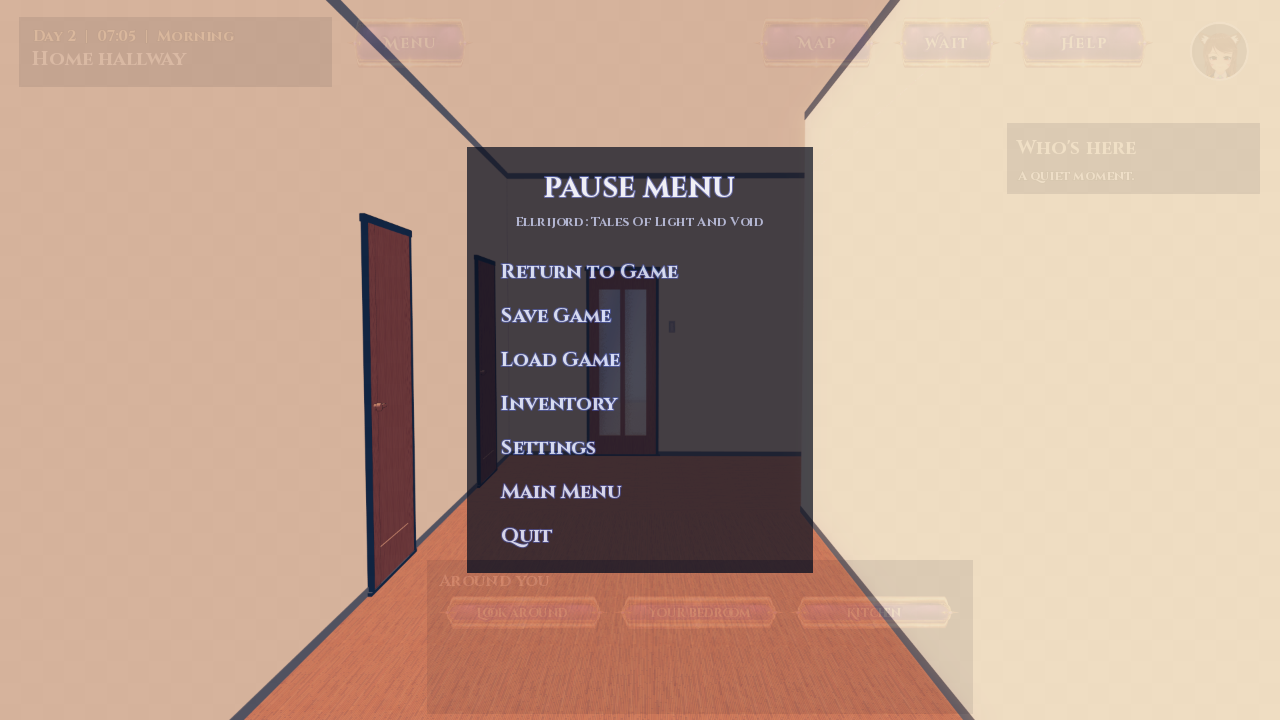 Day 2 | 07:05 | Morning
Home hallway
Menu
Map
Wait
Help
Who's here
A quiet moment.
Pause Menu
Ellrijord: Tales Of Light And Void
Return to Game
Save Game
Load Game
Inventory
Settings
Main Menu
Quit
Around you
Look around
Your bedroom
Kitchen